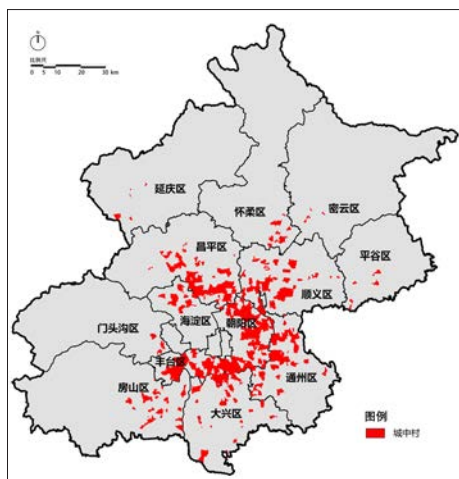 比例尺
0 5 10 20 30 km
延庆区
怀柔区
密云区
昌平区
平谷区
顺义区
门头沟区
海淀区
朝阳区
丰台区
通州区
房山区
大兴区
图例
城中村